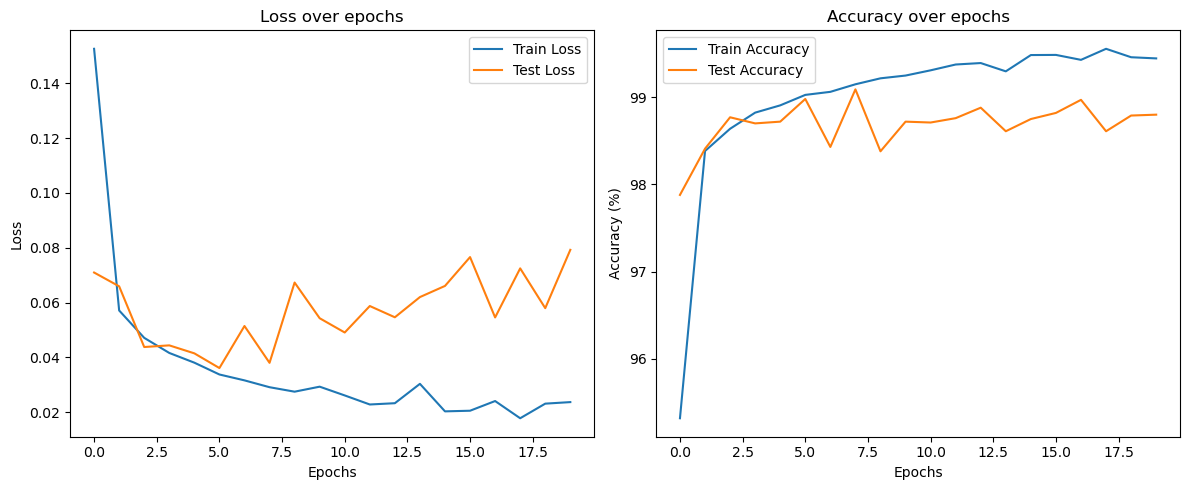 Loss over epochs
Train Loss
Test Loss
0.14
0.12
0.10
0.08
0.06
0.04
0.02
Loss
0.0 2.5 5.0 7.5 10.0 12.5 15.0 17.5
Epochs
Accuracy over epochs
Train Accuracy
Test Accuracy
99
98
97
96
Accuracy (%)
0.0 2.5 5.0 7.5 10.0 12.5 15.0 17.5
Epochs